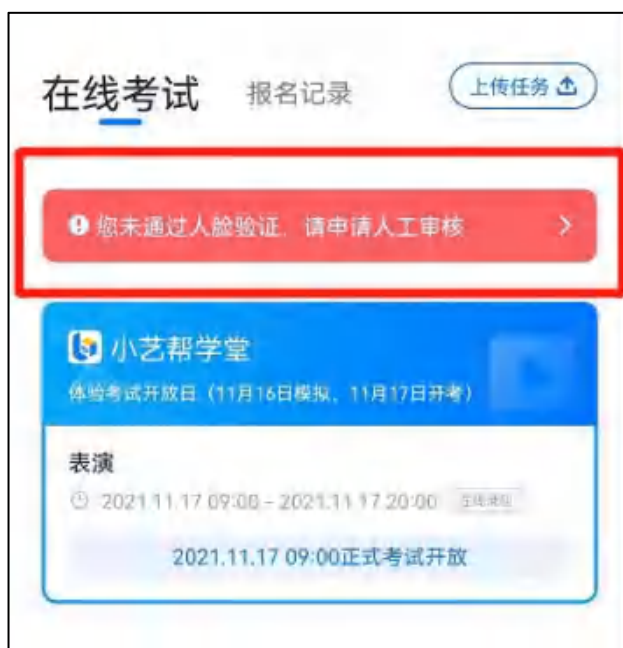 在线考试
报名记录
上传任务
您未通过人脸验证，请申请人工审核
小艺帮学堂
体验考试开放日（11月16日模拟，11月17日开考）
表演
2021.11.17 09:00 - 2021.11.17 20:00
2021.11.17 09:00正式考试开放